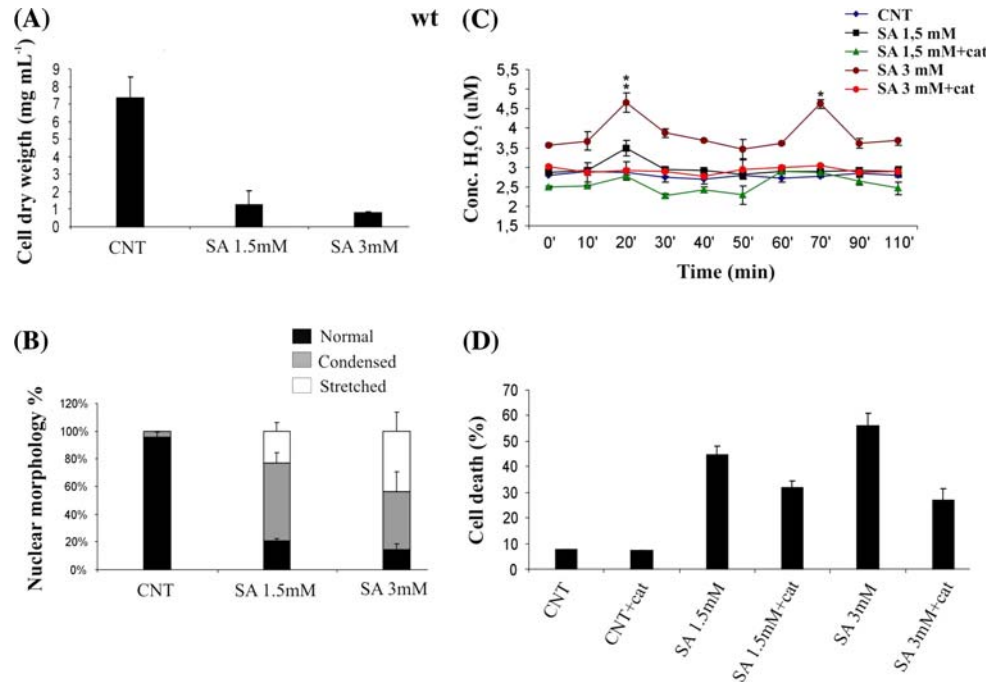 (A)
wt
Cell dry weigth (mg mL-1)
9
8
7
6
5
4
3
2
1
0
CNT
SA 1.5mM
SA 3mM
(C)
CNT
SA 1,5 mM
SA 1,5 mM+cat
SA 3 mM
SA 3 mM+cat
Conc. H2O2 (uM)
5,5
5
4,5
4
3,5
3
2,5
2
1,5
**
*
0' 10' 20' 30' 40' 50' 60' 70' 90' 110'
Time (min)
(B)
Normal
Condensed
Stretched
Nuclear morphology %
120%
100%
80%
60%
40%
20%
0%
CNT
SA 1.5mM
SA 3mM
(D)
Cell death (%)
70
60
50
40
30
20
10
0
CNT
CNT+cat
SA 1.5mM
SA 1.5mM+cat
SA 3mM
SA 3mM+cat